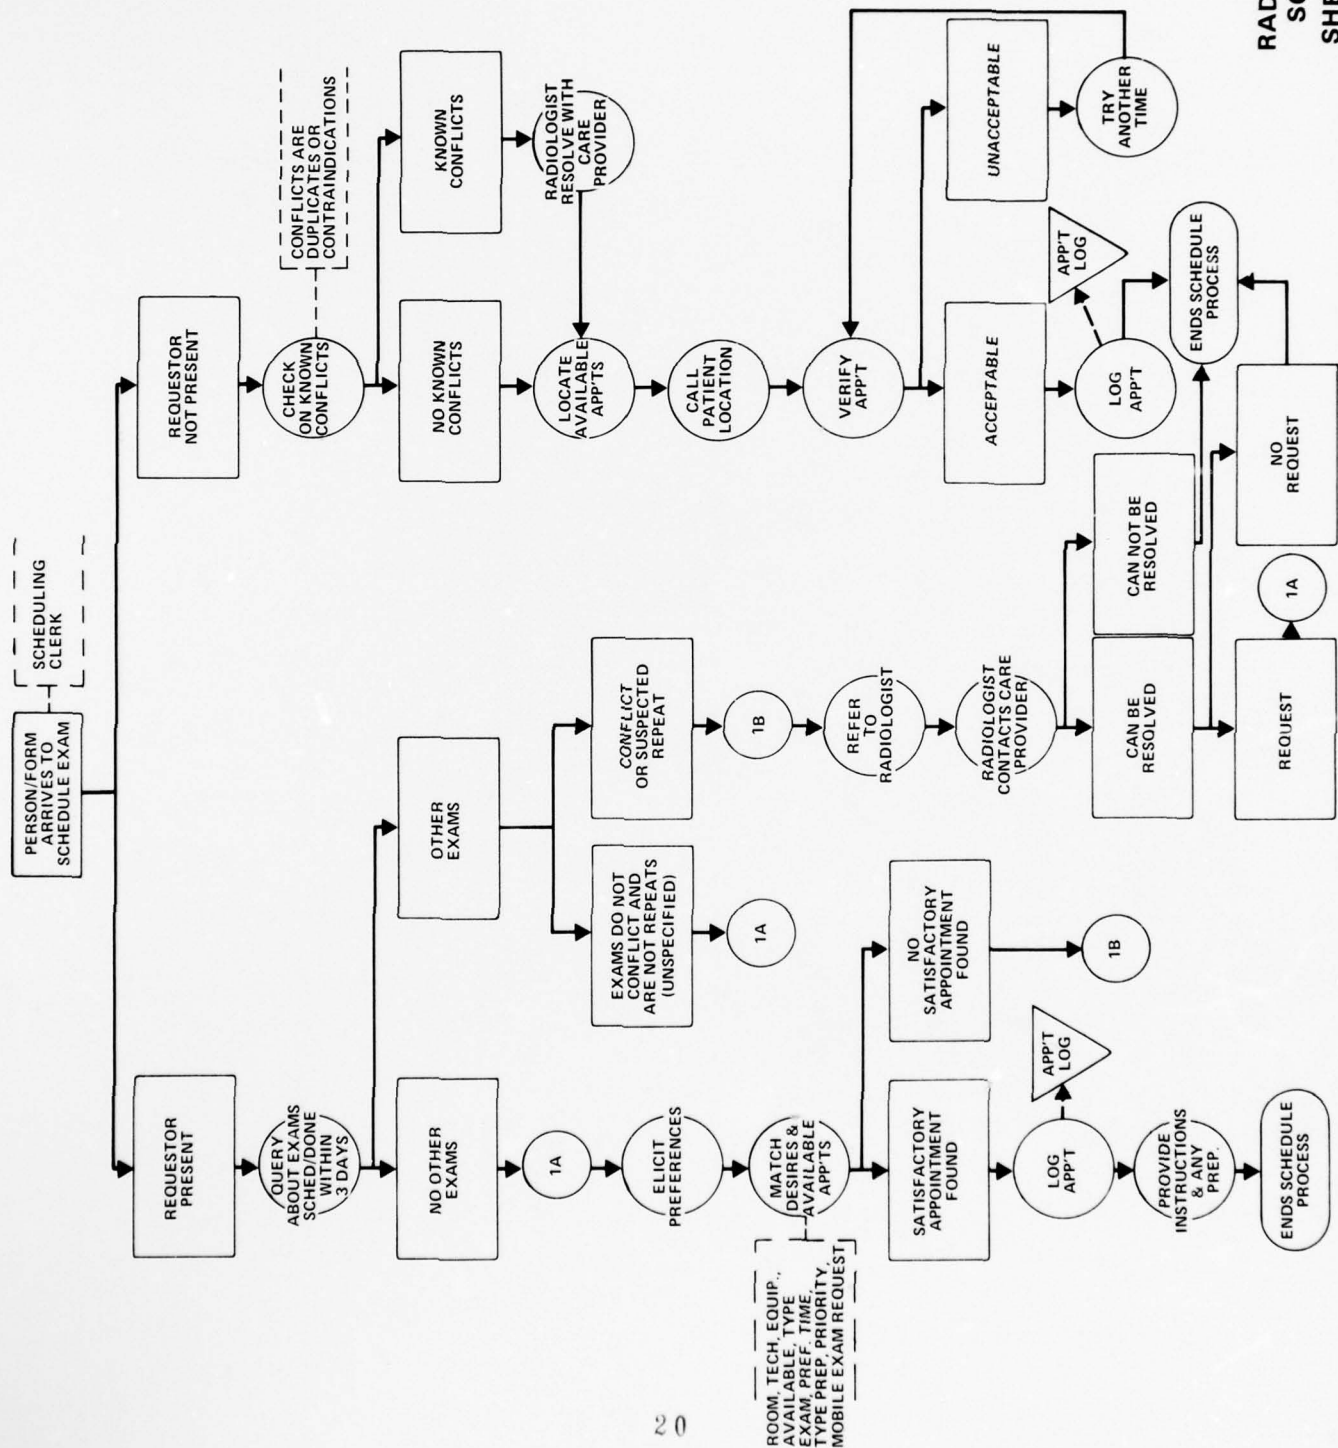 PERSON/FORM
ARRIVES TO
SCHEDULE EXAM
SCHEDULING
CLERK
REQUESTOR
PRESENT
QUERY
ABOUT EXAMS
SCHED/DONE
WITHIN
3 DAYS
NO OTHER
EXAMS
1A
ELICIT
PREFERENCES
MATCH
DESIRES &
AVAILABLE
APP'TS
ROOM, TECH, EQUIP.,
AVAILABLE, TYPE
EXAM, PREF. TIME,
TYPE PREP, PRIORITY,
MOBILE EXAM REQUEST
SATISFACTORY
APPOINTMENT
FOUND
LOG
APP'T
APP'T
LOG
PROVIDE
INSTRUCTIONS
& ANY
PREP.
ENDS SCHEDULE
PROCESS
NO
SATISFACTORY
APPOINTMENT
FOUND
1B
OTHER
EXAMS
EXAMS DO NOT
CONFLICT AND
ARE NOT REPEATS
(UNSPECIFIED)
1A
CONFLICT
OR SUSPECTED
REPEAT
1B
REFER
TO
RADIOLOGIST
RADIOLOGIST
CONTACTS CARE
(PROVIDER)
CAN BE
RESOLVED
CAN NOT BE
RESOLVED
REQUEST
1A
NO
REQUEST
REQUESTOR
NOT PRESENT
CHECK
ON KNOWN
CONFLICTS
CONFLICTS ARE
DUPLICATES OR
CONTRAINDICATIONS
NO KNOWN
CONFLICTS
KNOWN
CONFLICTS
RADIOLOGIST
RESOLVE WITH
CARE
PROVIDER
LOCATE
AVAILABLE
APP'TS
CALL
PATIENT
LOCATION
VERIFY
APP'T
ACCEPTABLE
UNACCEPTABLE
TRY
ANOTHER
TIME
LOG
APP'T
APP'T
LOG
ENDS SCHEDULE
PROCESS
20